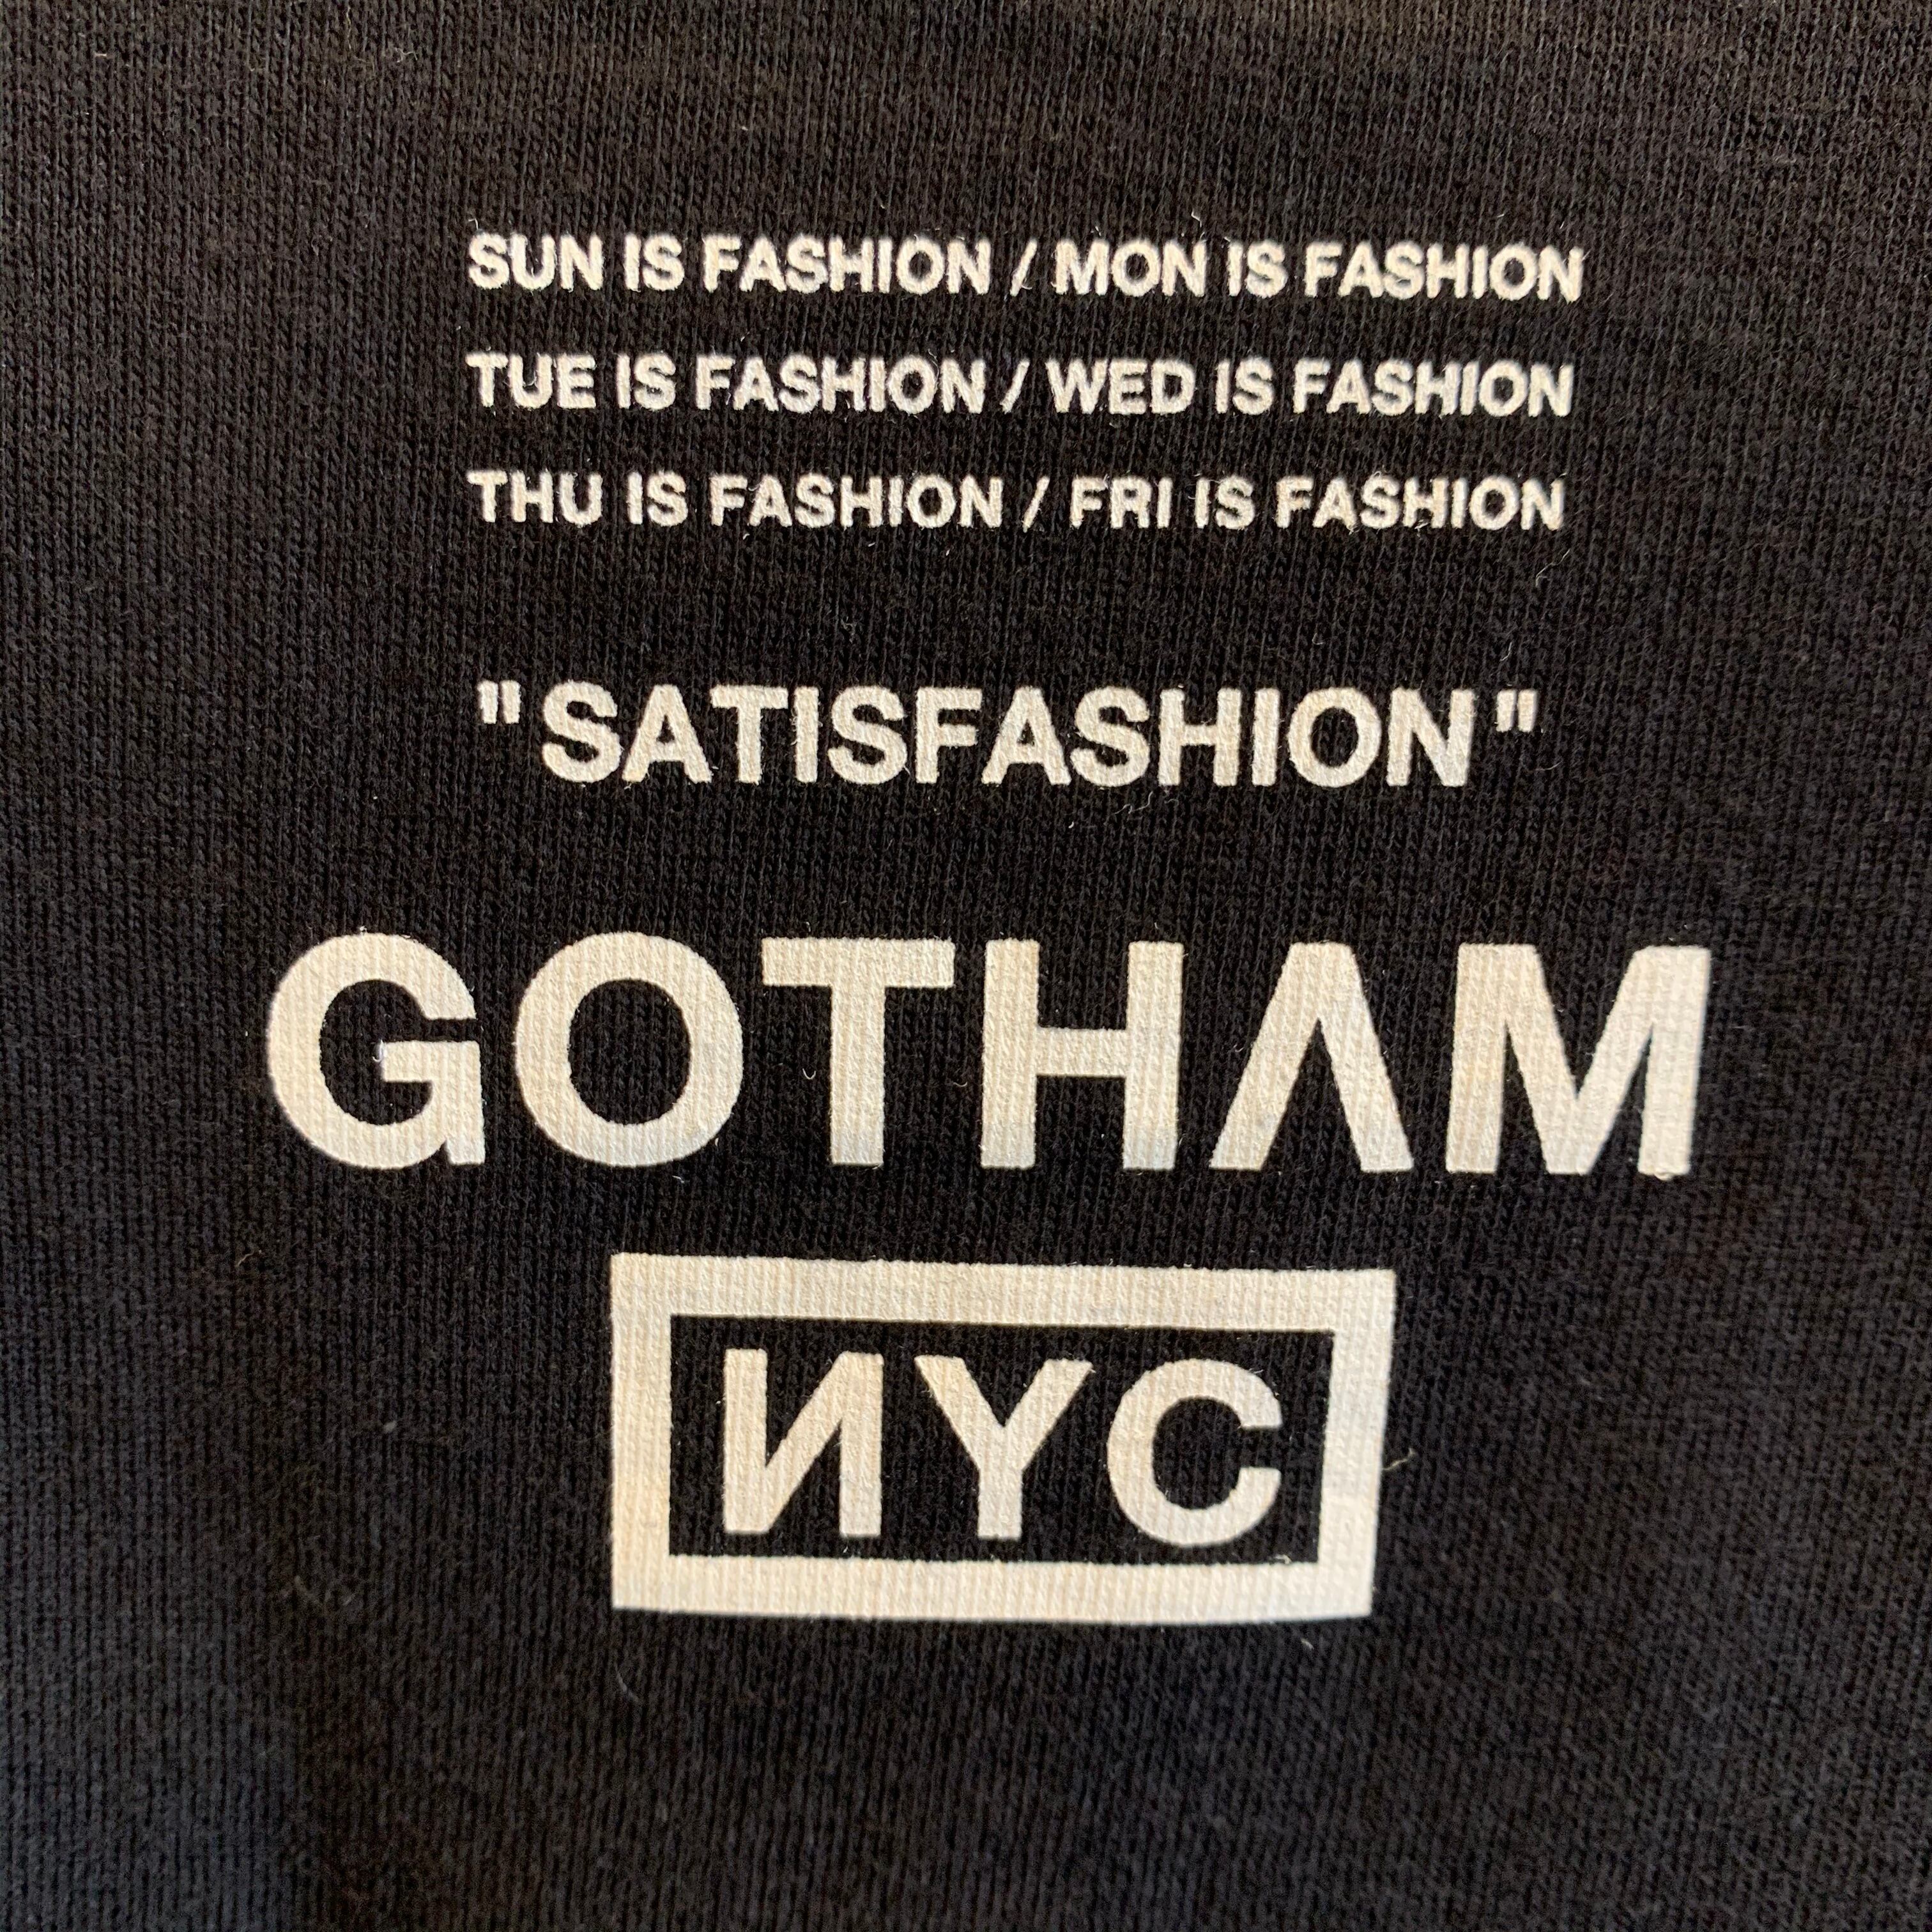 SUN IS FASHION / MON IS FASHION
TUE IS FASHION / WED IS FASHION
THU IS FASHION / FRI IS FASHION
"SATISFASHION"
GOTHΛM
ИYC